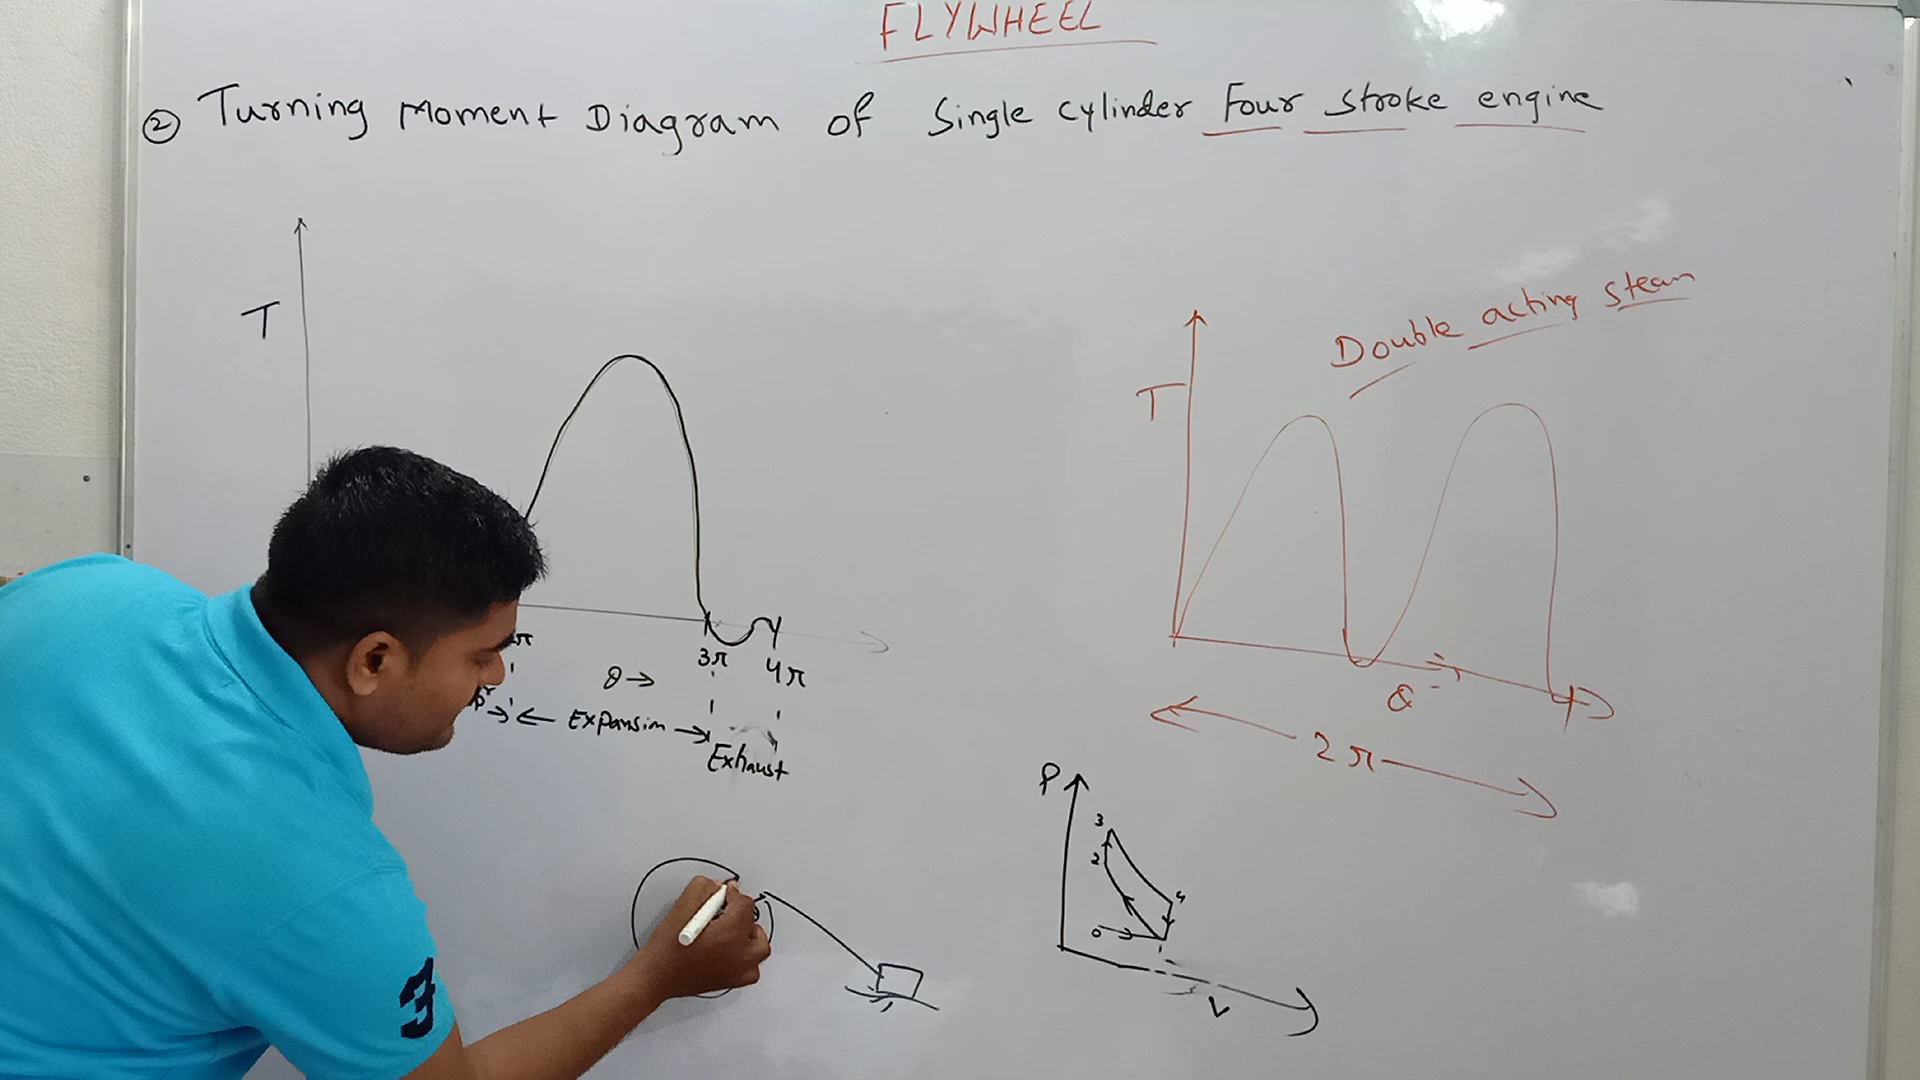 FLYWHEEL
② Turning Moment Diagram of Single cylinder Four stroke engine
Double acting steam
T
T
3π
4π
θ →
Expansion
Exhaust
2π
P
3
2
4
0
V
3